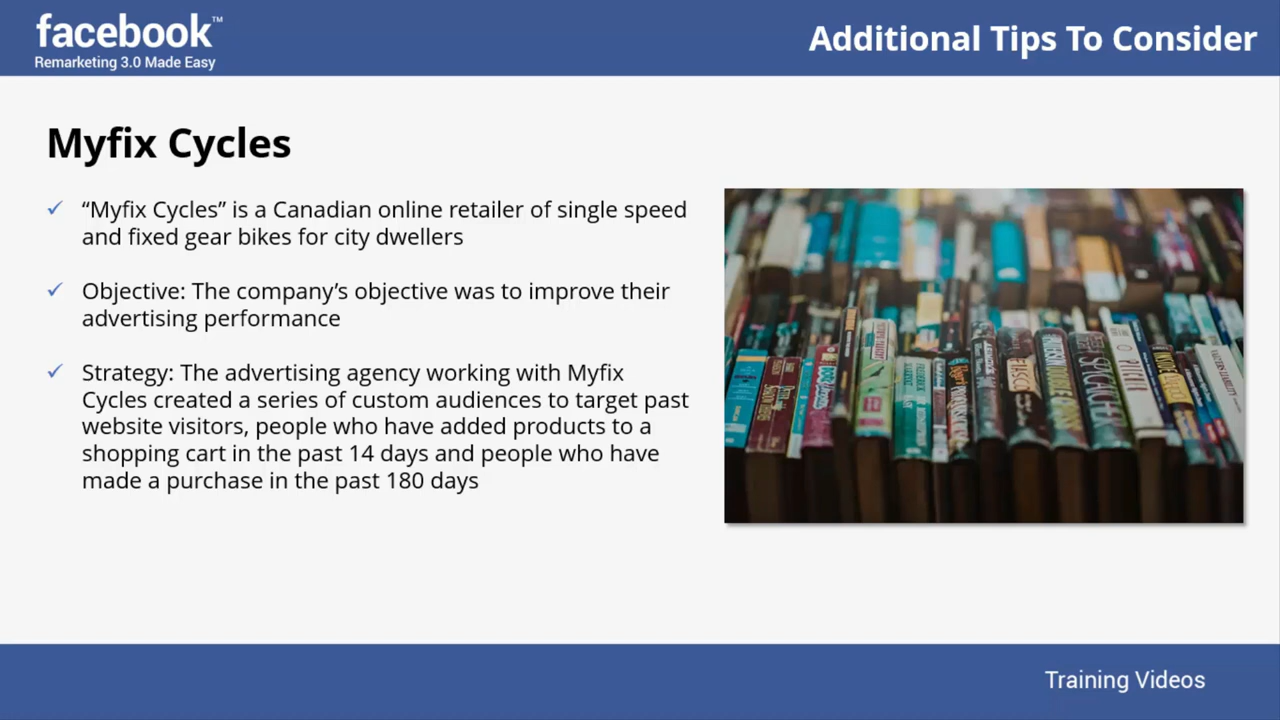 facebook™
Remarketing 3.0 Made Easy
Additional Tips To Consider
Myfix Cycles
✓ “Myfix Cycles” is a Canadian online retailer of single speed
and fixed gear bikes for city dwellers
✓ Objective: The company’s objective was to improve their
advertising performance
✓ Strategy: The advertising agency working with Myfix
Cycles created a series of custom audiences to target past
website visitors, people who have added products to a
shopping cart in the past 14 days and people who have
made a purchase in the past 180 days
Training Videos